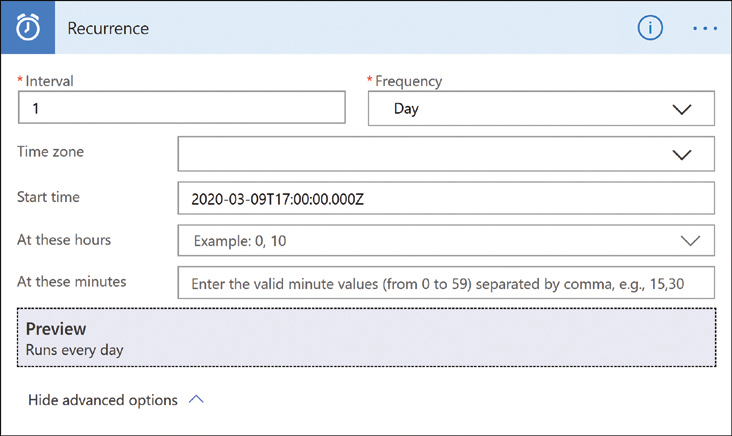 Recurrence
* Interval
* Frequency
1
Day
Time zone
Start time
2020-03-09T17:00:00.000Z
At these hours
Example: 0, 10
At these minutes
Enter the valid minute values (from 0 to 59) separated by comma, e.g., 15,30
Preview
Runs every day
Hide advanced options